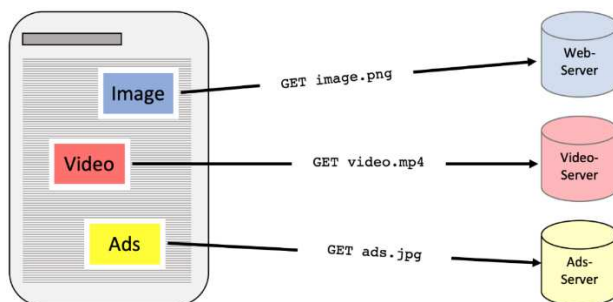 Image
GET image.png
Web-
Server
Video
GET video.mp4
Video-
Server
Ads
GET ads.jpg
Ads-
Server